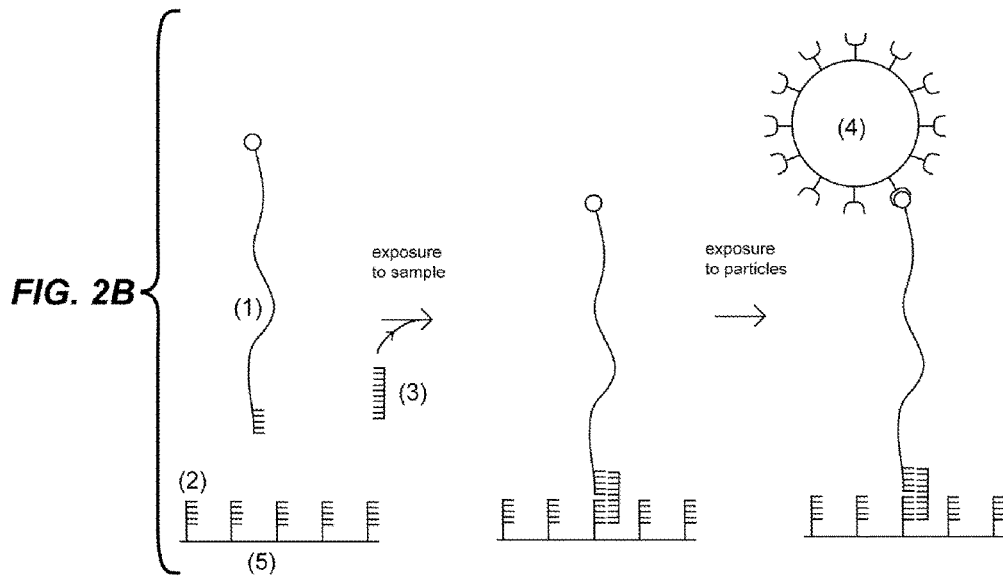 FIG. 2B
(1)
(2)
(5)
exposure
to sample
(3)
exposure
to particles
(4)